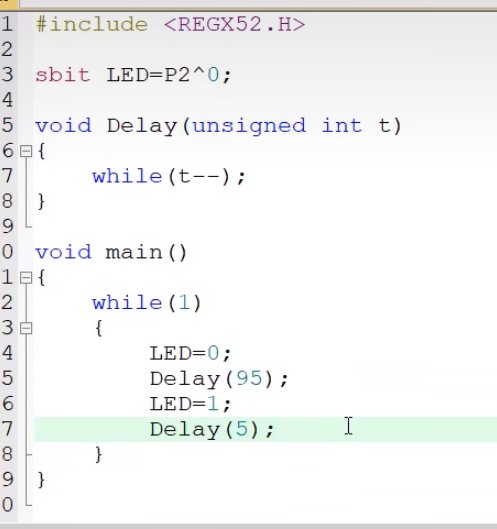 1 #include <REGX52.H>
2
3 sbit LED=P2^0;
4
5 void Delay(unsigned int t)
6 {
7     while(t--);
8 }
9
0 void main()
1 {
2     while(1)
3     {
4         LED=0;
5         Delay(95);
6         LED=1;
7         Delay(5);
8     }
9 }
0